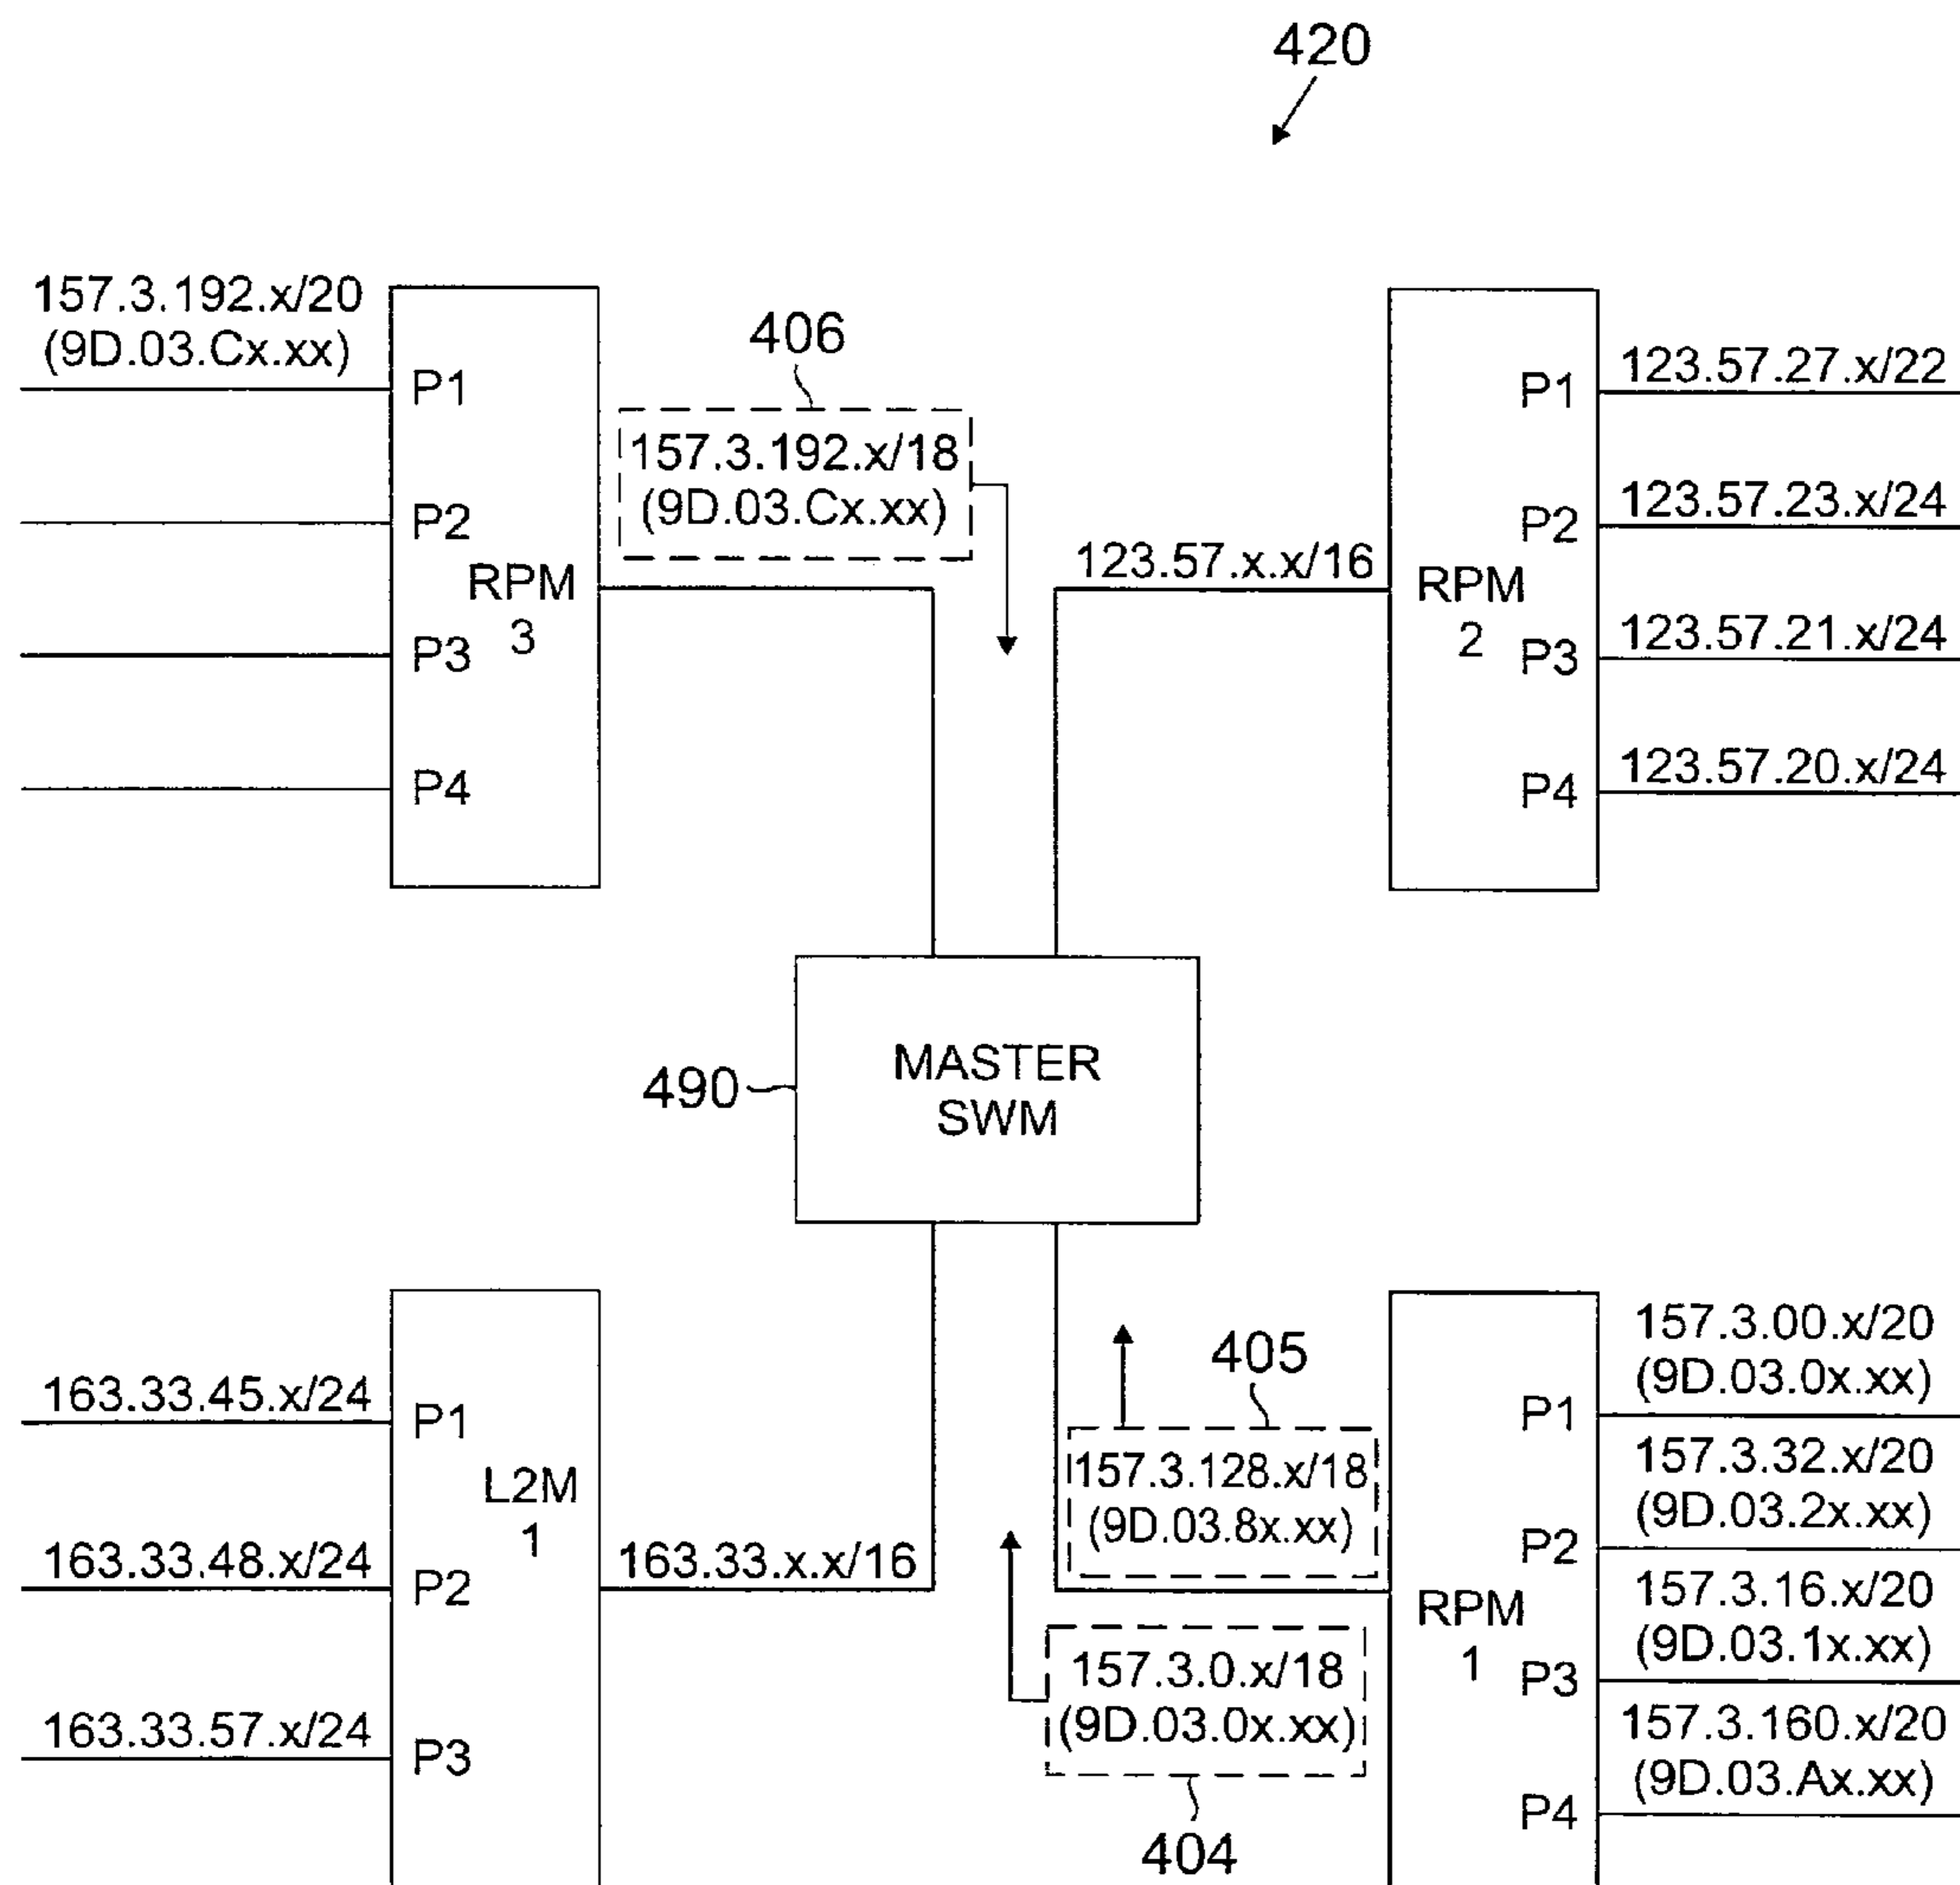 420
157.3.192.x/20
(9D.03.Cx.xx)
P1
P2
RPM
3
P3
P4
406
157.3.192.x/18
(9D.03.Cx.xx)
123.57.x.x/16
RPM
2
P1
123.57.27.x/22
P2
123.57.23.x/24
P3
123.57.21.x/24
P4
123.57.20.x/24
490
MASTER
SWM
163.33.45.x/24
P1
L2M
1
163.33.48.x/24
P2
163.33.57.x/24
P3
163.33.x.x/16
405
157.3.128.x/18
(9D.03.8x.xx)
157.3.0.x/18
(9D.03.0x.xx)
404
RPM
1
157.3.00.x/20
(9D.03.0x.xx)
P1
157.3.32.x/20
(9D.03.2x.xx)
P2
157.3.16.x/20
(9D.03.1x.xx)
P3
157.3.160.x/20
(9D.03.Ax.xx)
P4